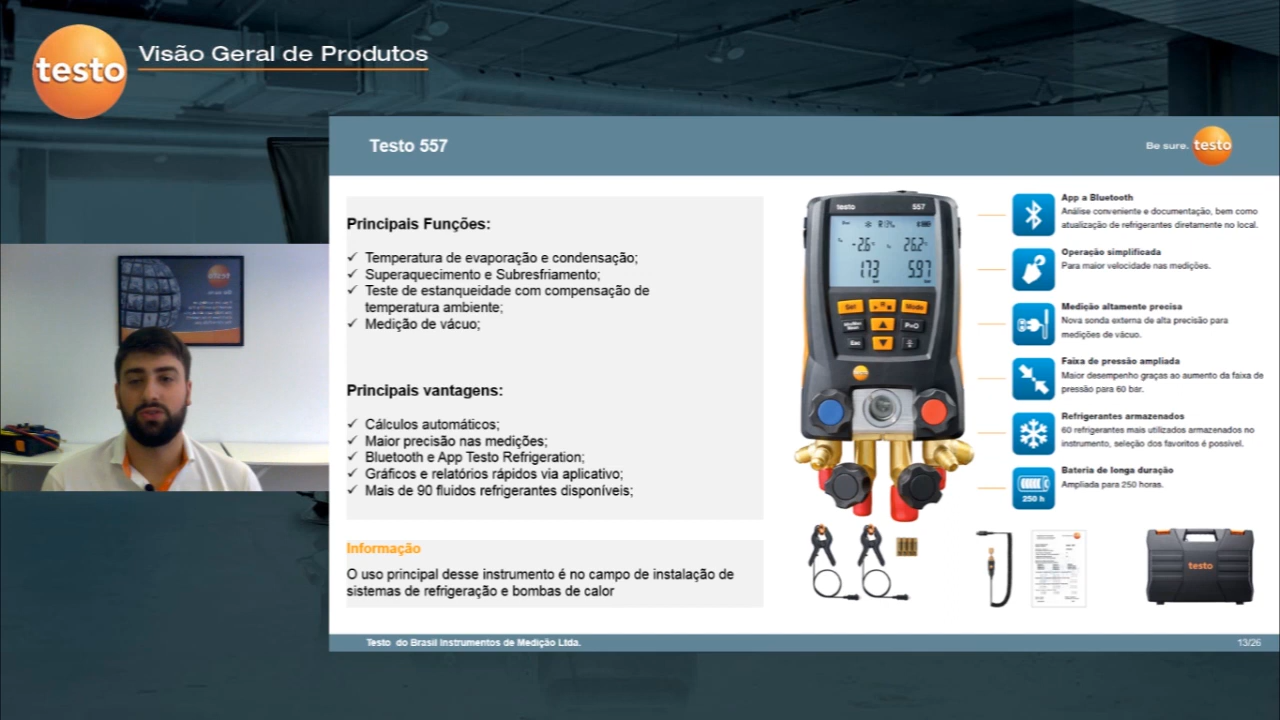 testo
Visão Geral de Produtos
Testo 557
Be sure. testo
Principais Funções:
✓ Temperatura de evaporação e condensação;
✓ Superaquecimento e Subresfriamento;
✓ Teste de estanqueidade com compensação de
temperatura ambiente;
✓ Medição de vácuo;
Principais vantagens:
✓ Cálculos automáticos;
✓ Maior precisão nas medições;
✓ Bluetooth e App Testo Refrigeration;
✓ Gráficos e relatórios rápidos via aplicativo;
✓ Mais de 90 fluidos refrigerantes disponíveis;
Informação
O uso principal desse instrumento é no campo de instalação de
sistemas de refrigeração e bombas de calor
testo 557
-2.6° 26.2°
1.73 5.97
Set Mode
P=0
Esc
App a Bluetooth
Análise conveniente e documentação, bem como
atualização de refrigerantes diretamente no local.
Operação simplificada
Para maior velocidade nas medições.
Medição altamente precisa
Nova sonda externa de alta precisão para
medições de vácuo.
Faixa de pressão ampliada
Maior desempenho graças ao aumento da faixa de
pressão para 60 bar.
Refrigerantes armazenados
60 refrigerantes mais utilizados armazenados no
instrumento, seleção dos favoritos é possível.
Bateria de longa duração
Ampliada para 250 horas.
250 h
testo
Testo do Brasil Instrumentos de Medição Ltda.
13/26